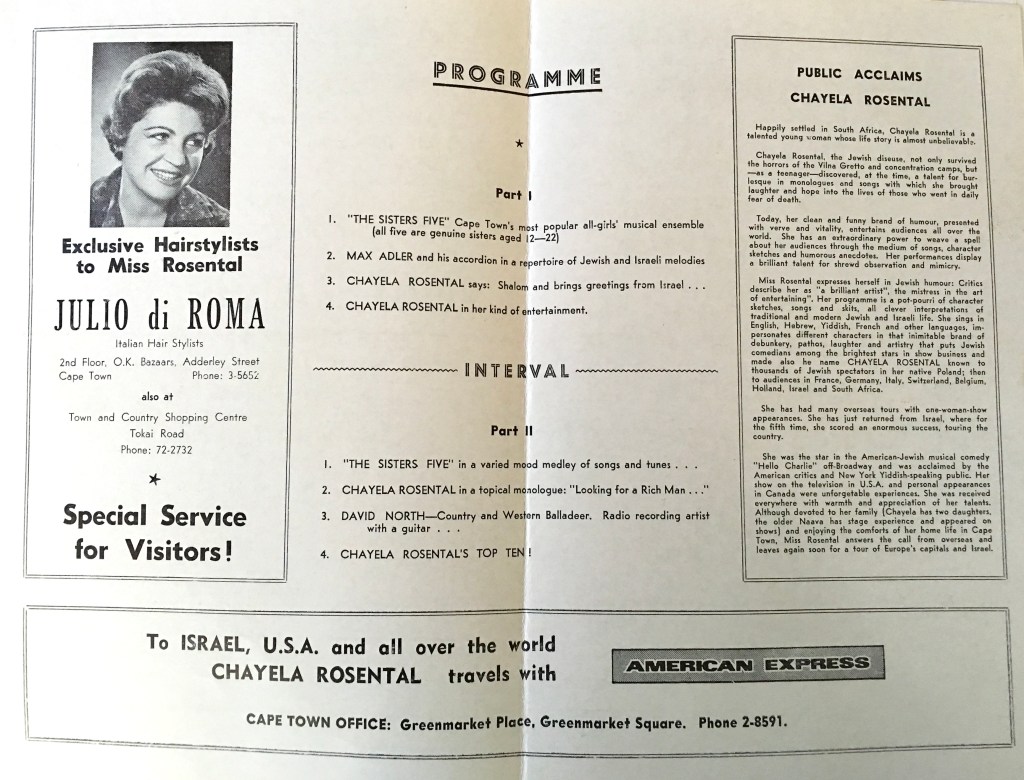 Exclusive Hairstylists
to Miss Rosental
JULIO di ROMA
Italian Hair Stylists
2nd Floor, O.K. Bazaars, Adderley Street
Cape Town Phone: 3-5652
also at
Town and Country Shopping Centre
Tokai Road
Phone: 72-2732
Special Service
for Visitors!
PROGRAMME
Part I
1. "THE SISTERS FIVE" Cape Town's most popular all-girls' musical ensemble
(all five are genuine sisters aged 12—22)
2. MAX ADLER and his accordion in a repertoire of Jewish and Israeli melodies
3. CHAYELA ROSENTAL says: Shalom and brings greetings from Israel . . .
4. CHAYELA ROSENTAL in her kind of entertainment.
INTERVAL
Part II
1. "THE SISTERS FIVE" in a varied mood medley of songs and tunes . . .
2. CHAYELA ROSENTAL in a topical monologue: "Looking for a Rich Man . . ."
3. DAVID NORTH—Country and Western Balladeer. Radio recording artist
with a guitar . . .
4. CHAYELA ROSENTAL'S TOP TEN!
PUBLIC ACCLAIMS
CHAYELA ROSENTAL
Happily settled in South Africa, Chayela Rosental is a
talented young woman whose life story is almost unbelievable.
Chayela Rosental, the Jewish diseuse, not only survived
the horrors of the Vilna Gretto and concentration camps, but
—as a teenager—discovered, at the time, a talent for bur-
lesque in monologues and songs with which she brought
laughter and hope into the lives of those who went in daily
fear of death.
Today, her clean and funny brand of humour, presented
with verve and vitality, entertains audiences all over the
world. She has an extraordinary power to weave a spell
about her audiences through the medium of songs, character
sketches and humorous anecdotes. Her performances display
a brilliant talent for shrewd observation and mimicry.
Miss Rosental expresses herself in Jewish humour: Critics
describe her as "a brilliant artist", the mistress in the art
of entertaining". Her programme is a pot-pourri of character
sketches, songs and skits, all clever interpretations of
traditional and modern Jewish and Israeli life. She sings in
English, Hebrew, Yiddish, French and other languages, im-
personates different characters in that inimitable brand of
debunkery, pathos, laughter and artistry that puts Jewish
comedians among the brightest stars in show business and
made also he name CHAYELA ROSENTAL known to
thousands of Jewish spectators in her native Poland; then
to audiences in France, Germany, Italy, Switzerland, Belgium,
Holland, Israel and South Africa.
She has had many overseas tours with one-woman-show
appearances. She has just returned from Israel, where for
the fifth time, she scored an enormous success, touring the
country.
She was the star in the American-Jewish musical comedy
"Hello Charlie" off-Broadway and was acclaimed by the
American critics and New York Yiddish-speaking public. Her
show on the television in U.S.A. and personal appearances
in Canada were unforgetable experiences. She was received
everywhere with warmth and appreciation of her talents.
Although devoted to her family (Chayela has two daughters,
the older Naava has stage experience and appeared on
shows) and enjoying the comforts of her home life in Cape
Town, Miss Rosental answers the call from overseas and
leaves again soon for a tour of Europe's capitals and Israel.
To ISRAEL, U.S.A. and all over the world
CHAYELA ROSENTAL travels with
AMERICAN EXPRESS
CAPE TOWN OFFICE: Greenmarket Place, Greenmarket Square. Phone 2-8591.